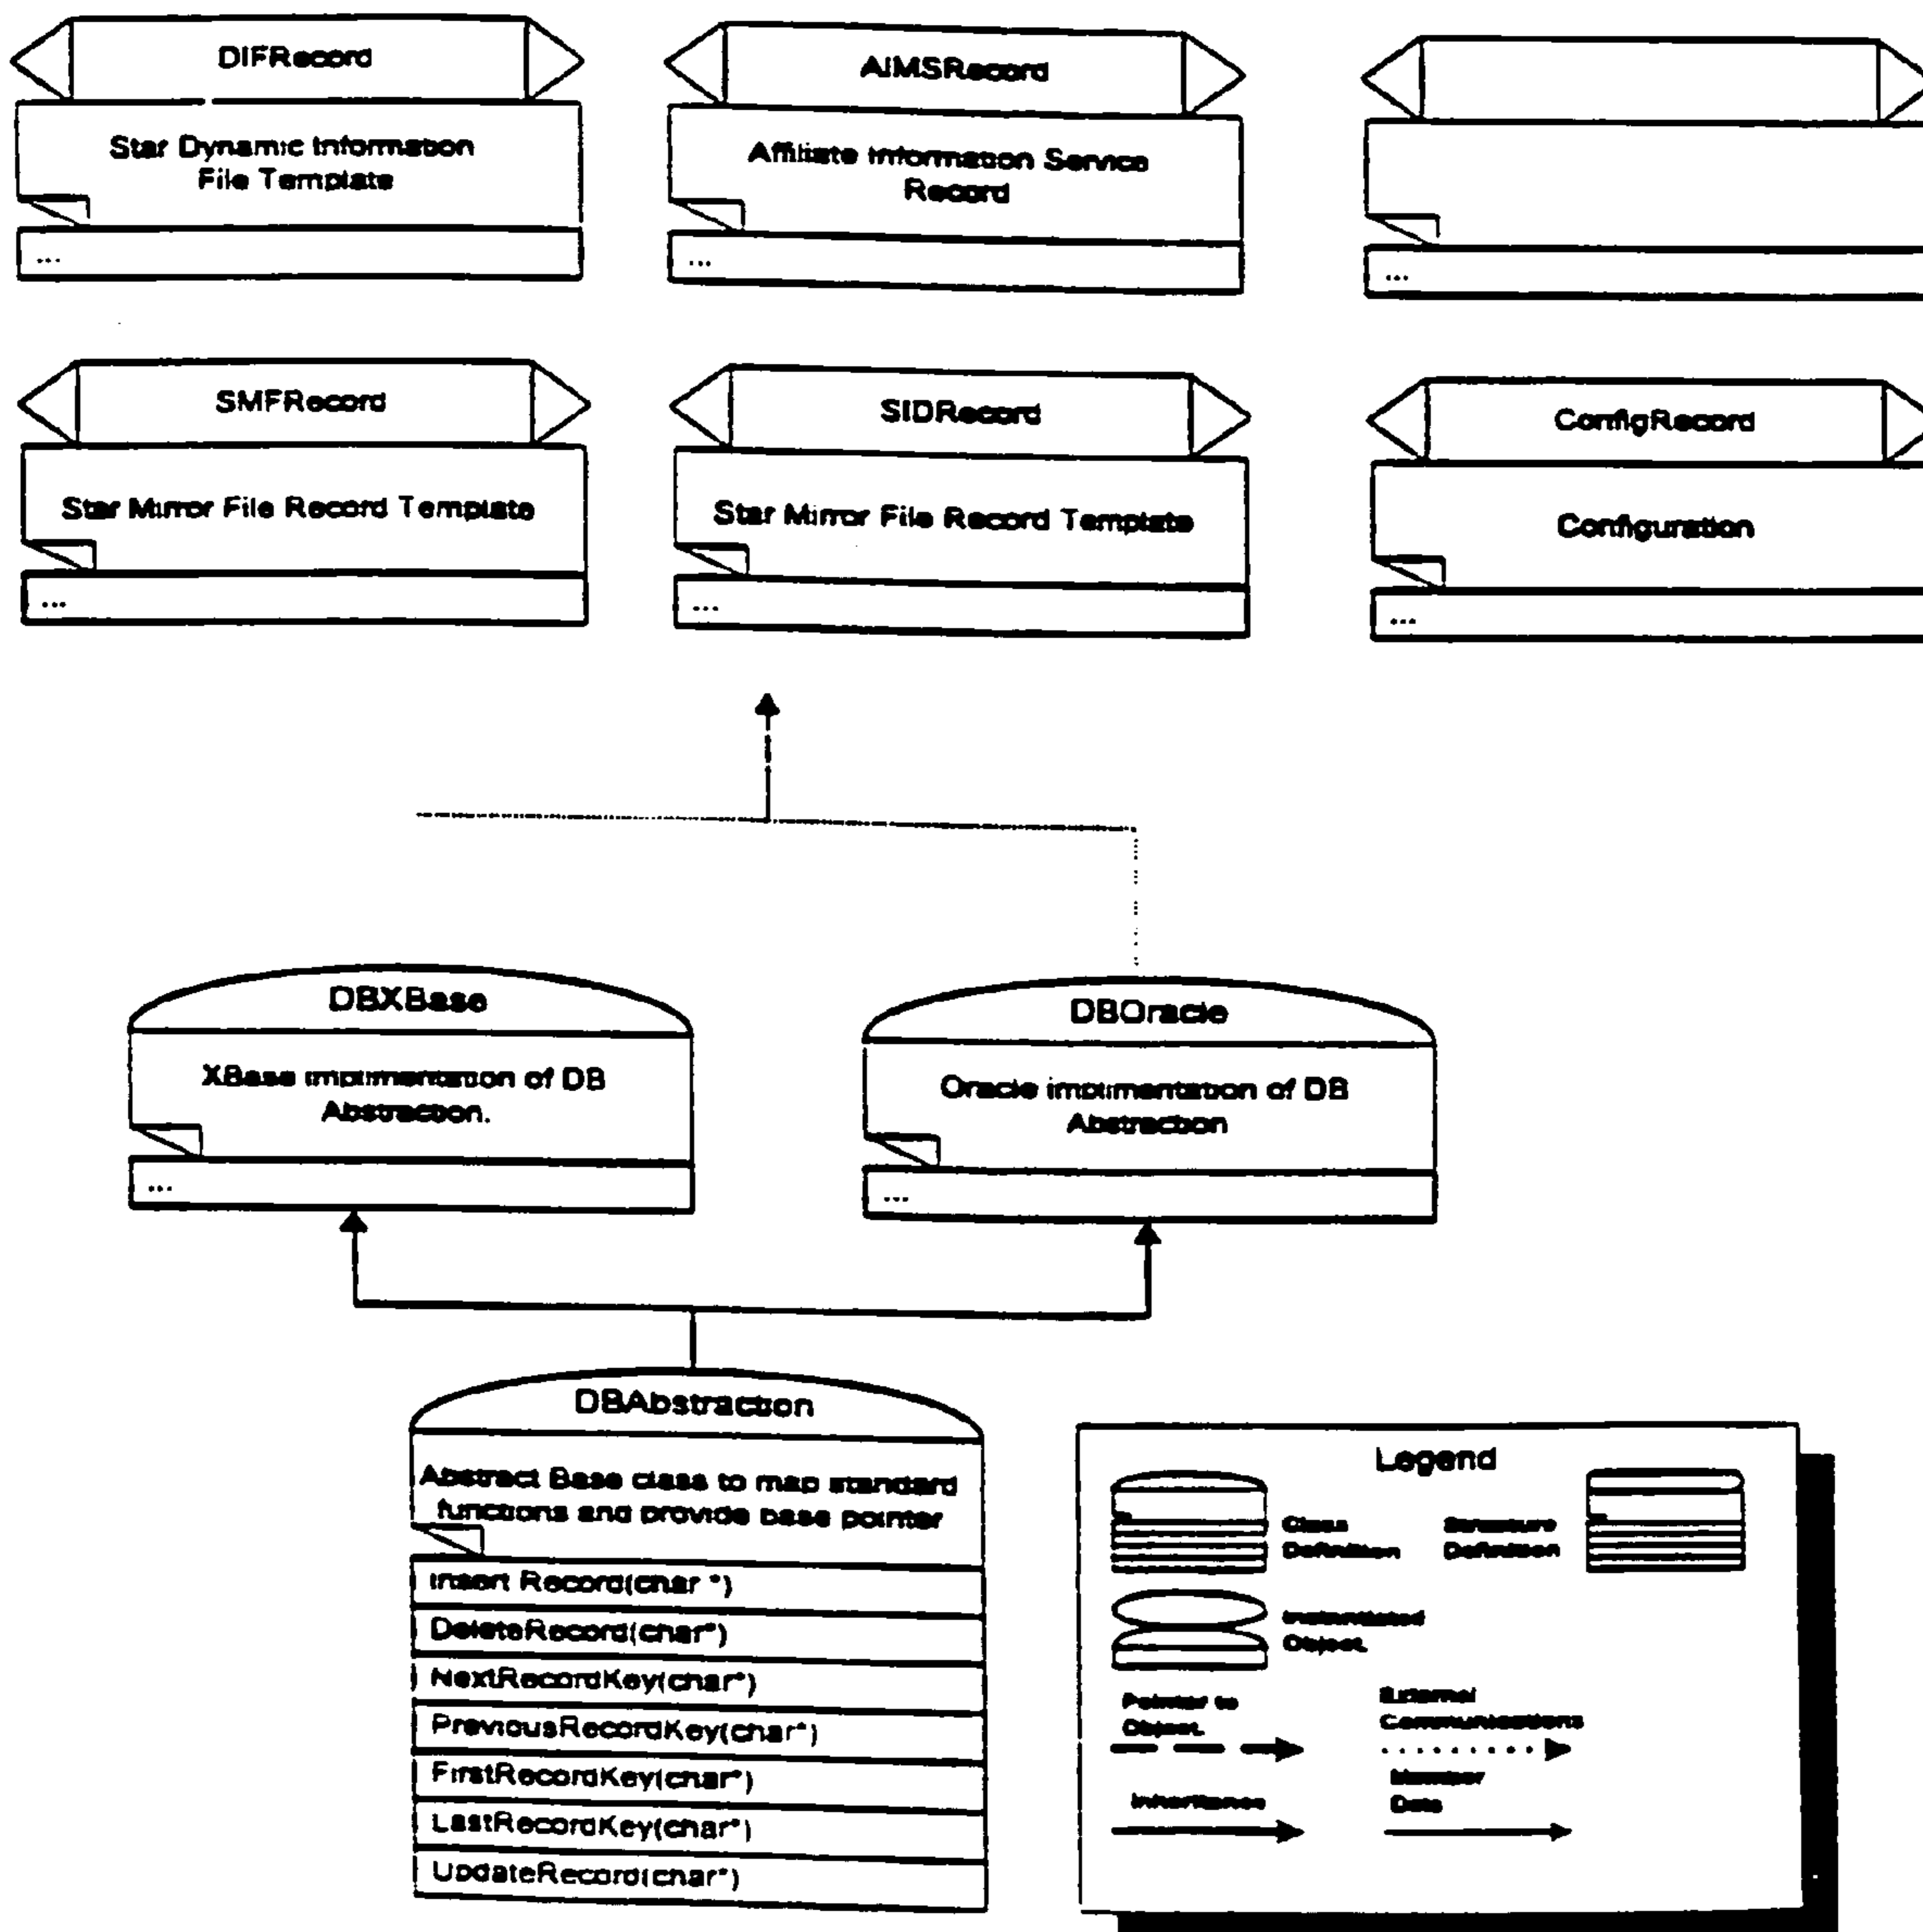 DIFRecord
Star Dynamic Information
File Template
...
AIMSRecord
Affiliate Information Service
Record
...
...
SMFRecord
Star Mirror File Record Template
...
SIDRecord
Star Mirror File Record Template
...
ConfigRecord
Configuration
...
DBXBase
XBase implimentation of DB
Abstraction.
...
DBOracle
Oracle implimentation of DB
Abstraction
...
DBAbstraction
Abstract Base class to map standard
functions and provide base pointer
Insert Record(char *)
DeleteRecord(char*)
NextRecordKey(char*)
PreviousRecordKey(char*)
FirstRecordKey(char*)
LastRecordKey(char*)
UpdateRecord(char*)
Legend
Class
Definition
Structure
Definition
Instantiated
Object.
Pointer to
Object.
External
Communications
Inheritance
Member
Data